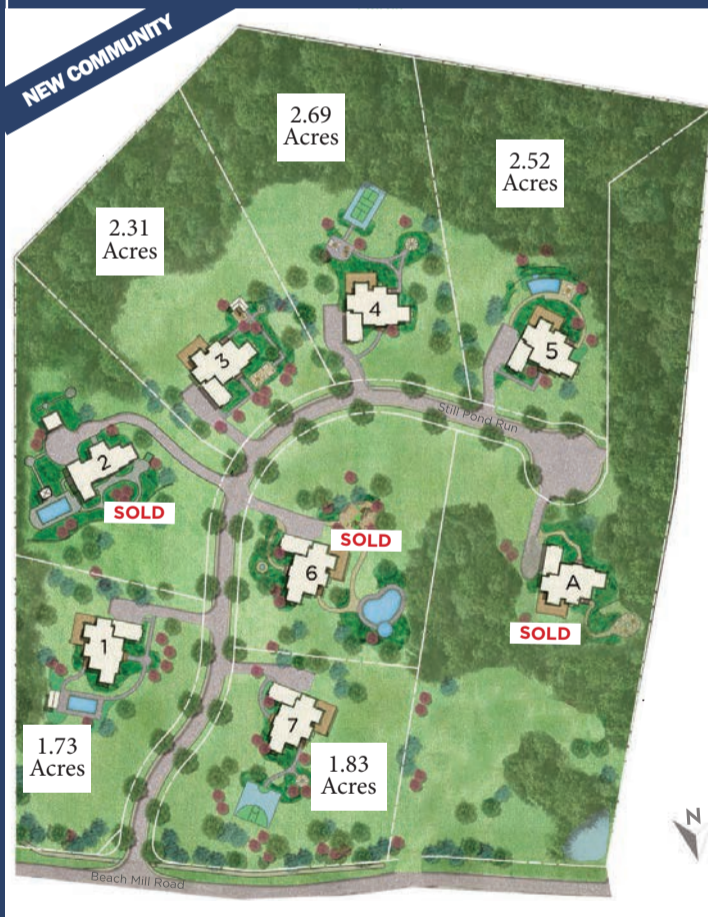 NEW COMMUNITY
2.69
Acres
2.52
Acres
2.31
Acres
4
5
3
Still Pond Run
2
SOLD
SOLD
6
A
SOLD
1
7
1.73
Acres
1.83
Acres
N
Beach Mill Road